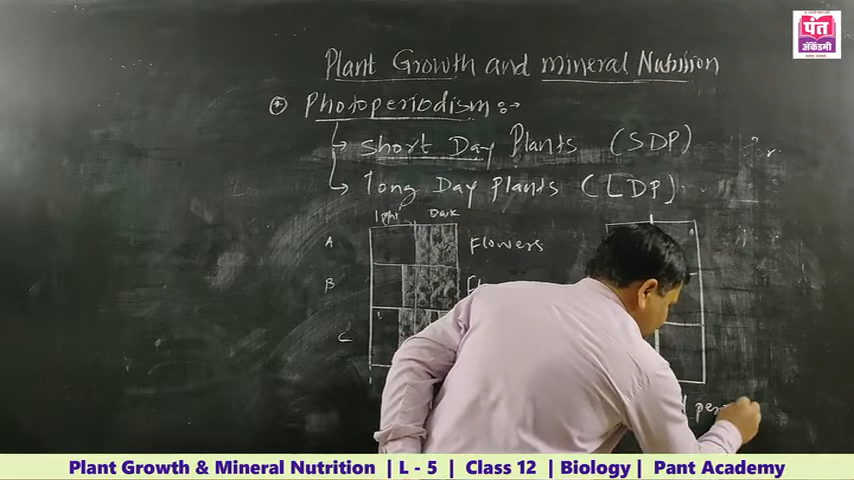 पंत
अ‍ॅकॅडमी
Plant Growth and mineral Nutrition
Photoperiodism :→
→ Short Day Plants (SDP)
→ Long Day Plants (LDP)
light Dark
A Flowers
B
C
Plant Growth & Mineral Nutrition | L - 5 | Class 12 | Biology | Pant Academy